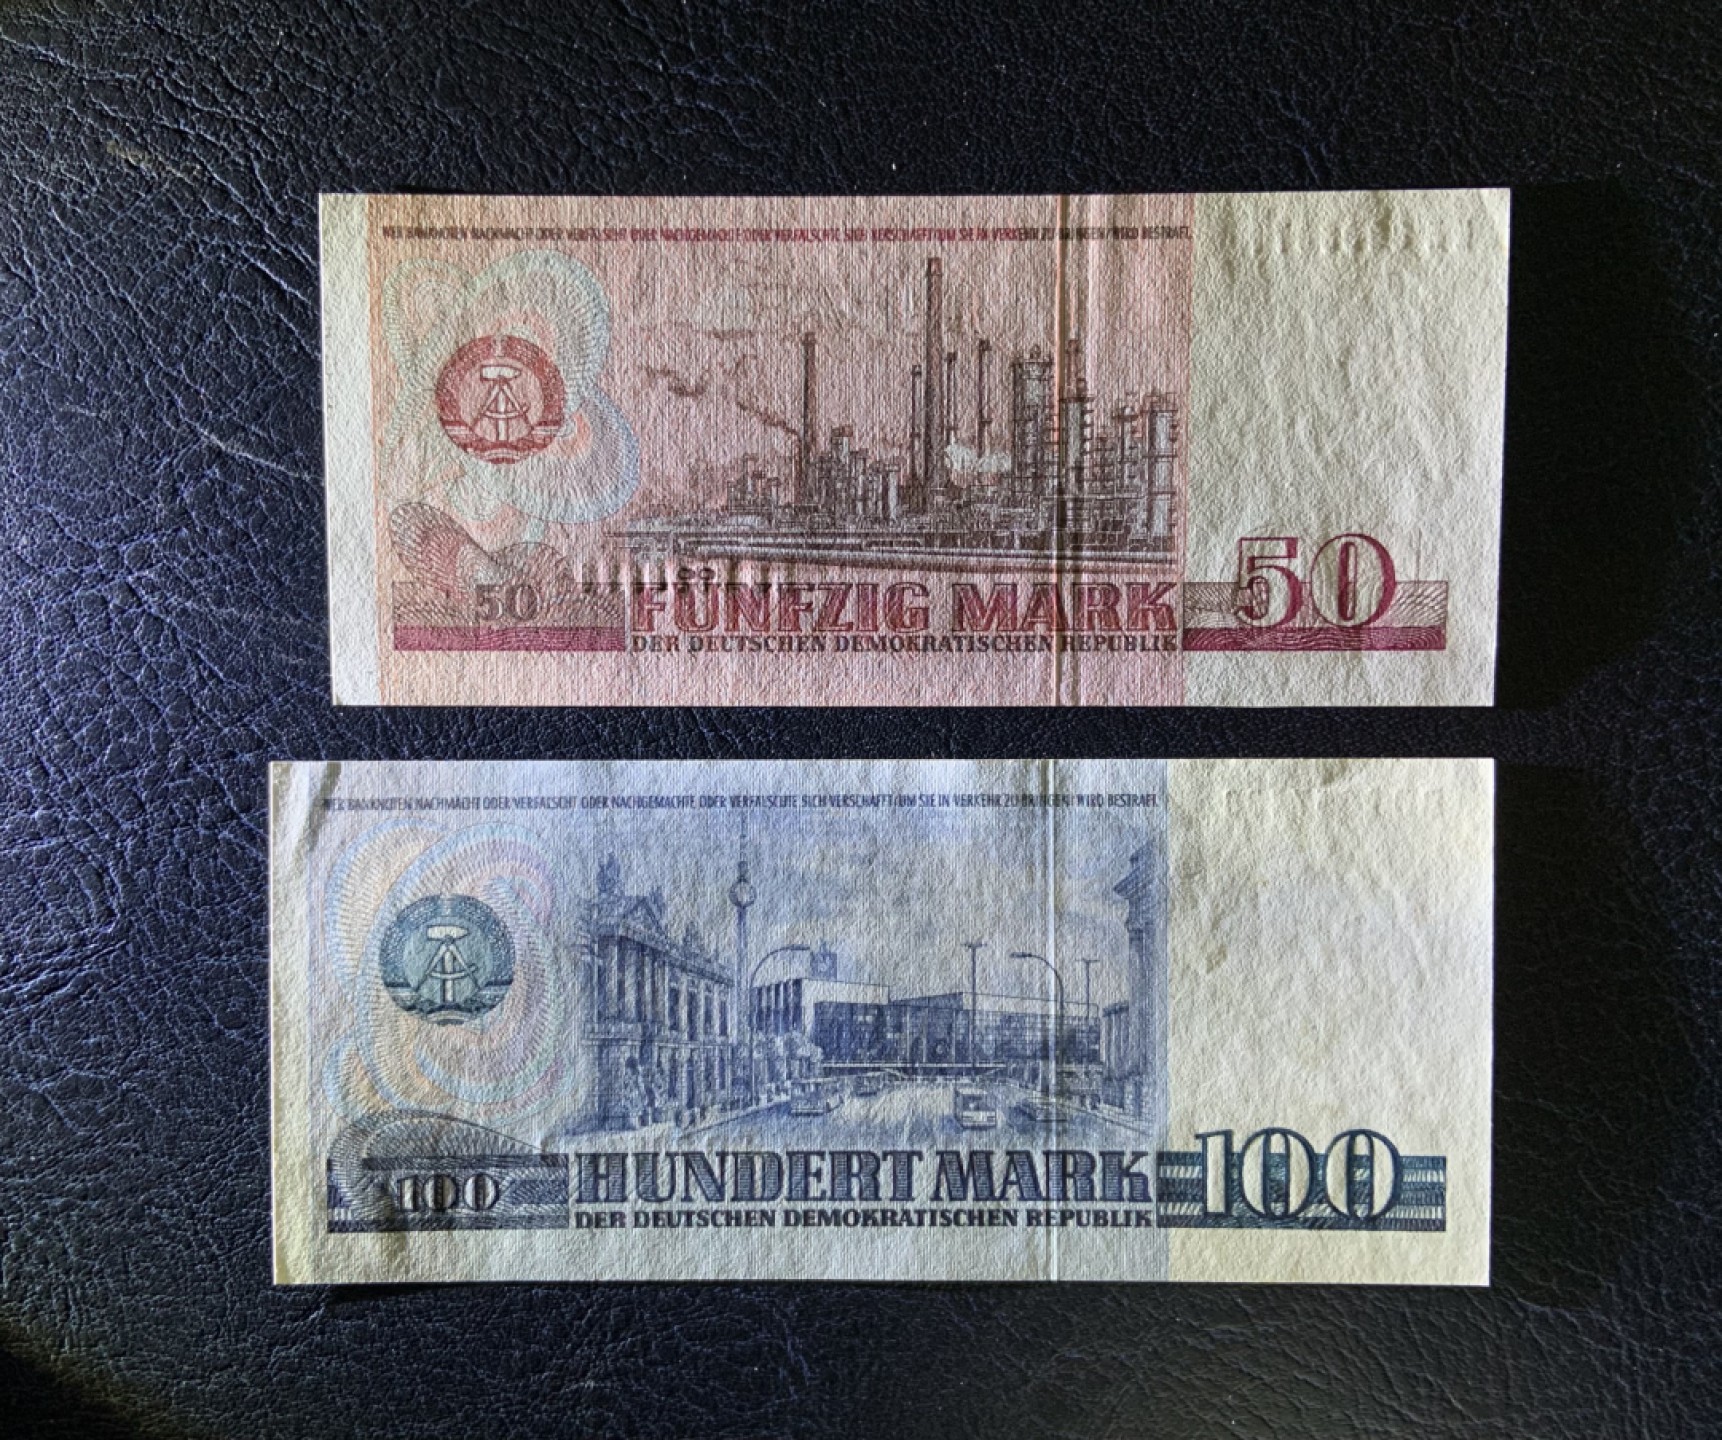 WER BANKNOTEN NACHMACHT ODER VERFÄLSCHT ODER NACHGEMACHTE ODER VERFÄLSCHTE SICH VERSCHAFFT UM SIE IN VERKEHR ZU BRINGEN/WIRD BESTRAFT.
50 FÜNFZIG MARK 50
DER DEUTSCHEN DEMOKRATISCHEN REPUBLIK
WER BANKNOTEN NACHMACHT ODER VERFÄLSCHT ODER NACHGEMACHTE ODER VERFÄLSCHTE SICH VERSCHAFFT/UM SIE IN VERKEHR ZU BRINGEN/WIRD BESTRAFT.
100 HUNDERT MARK 100
DER DEUTSCHEN DEMOKRATISCHEN REPUBLIK